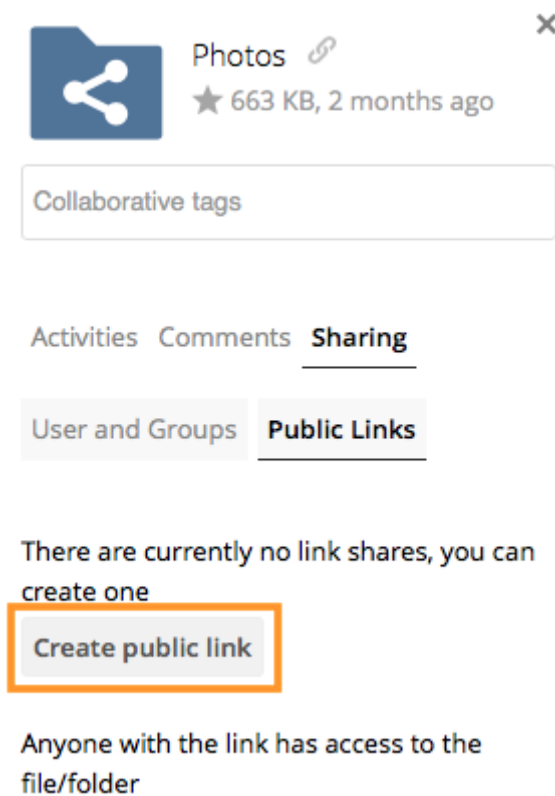 Photos
663 KB, 2 months ago
Collaborative tags
Activities Comments Sharing
User and Groups Public Links
There are currently no link shares, you can
create one
Create public link
Anyone with the link has access to the
file/folder